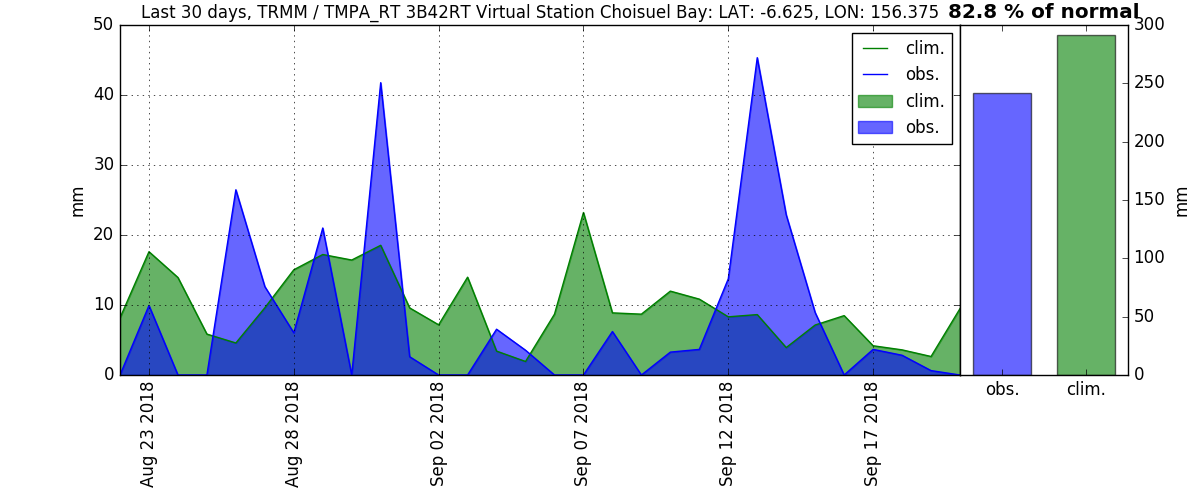 Last 30 days, TRMM / TMPA_RT 3B42RT Virtual Station Choisuel Bay: LAT: -6.625, LON: 156.375
82.8 % of normal
50
40
30
20
10
0
mm
clim.
obs.
clim.
obs.
Aug 23 2018
Aug 28 2018
Sep 02 2018
Sep 07 2018
Sep 12 2018
Sep 17 2018
300
250
200
150
100
50
0
mm
obs.
clim.